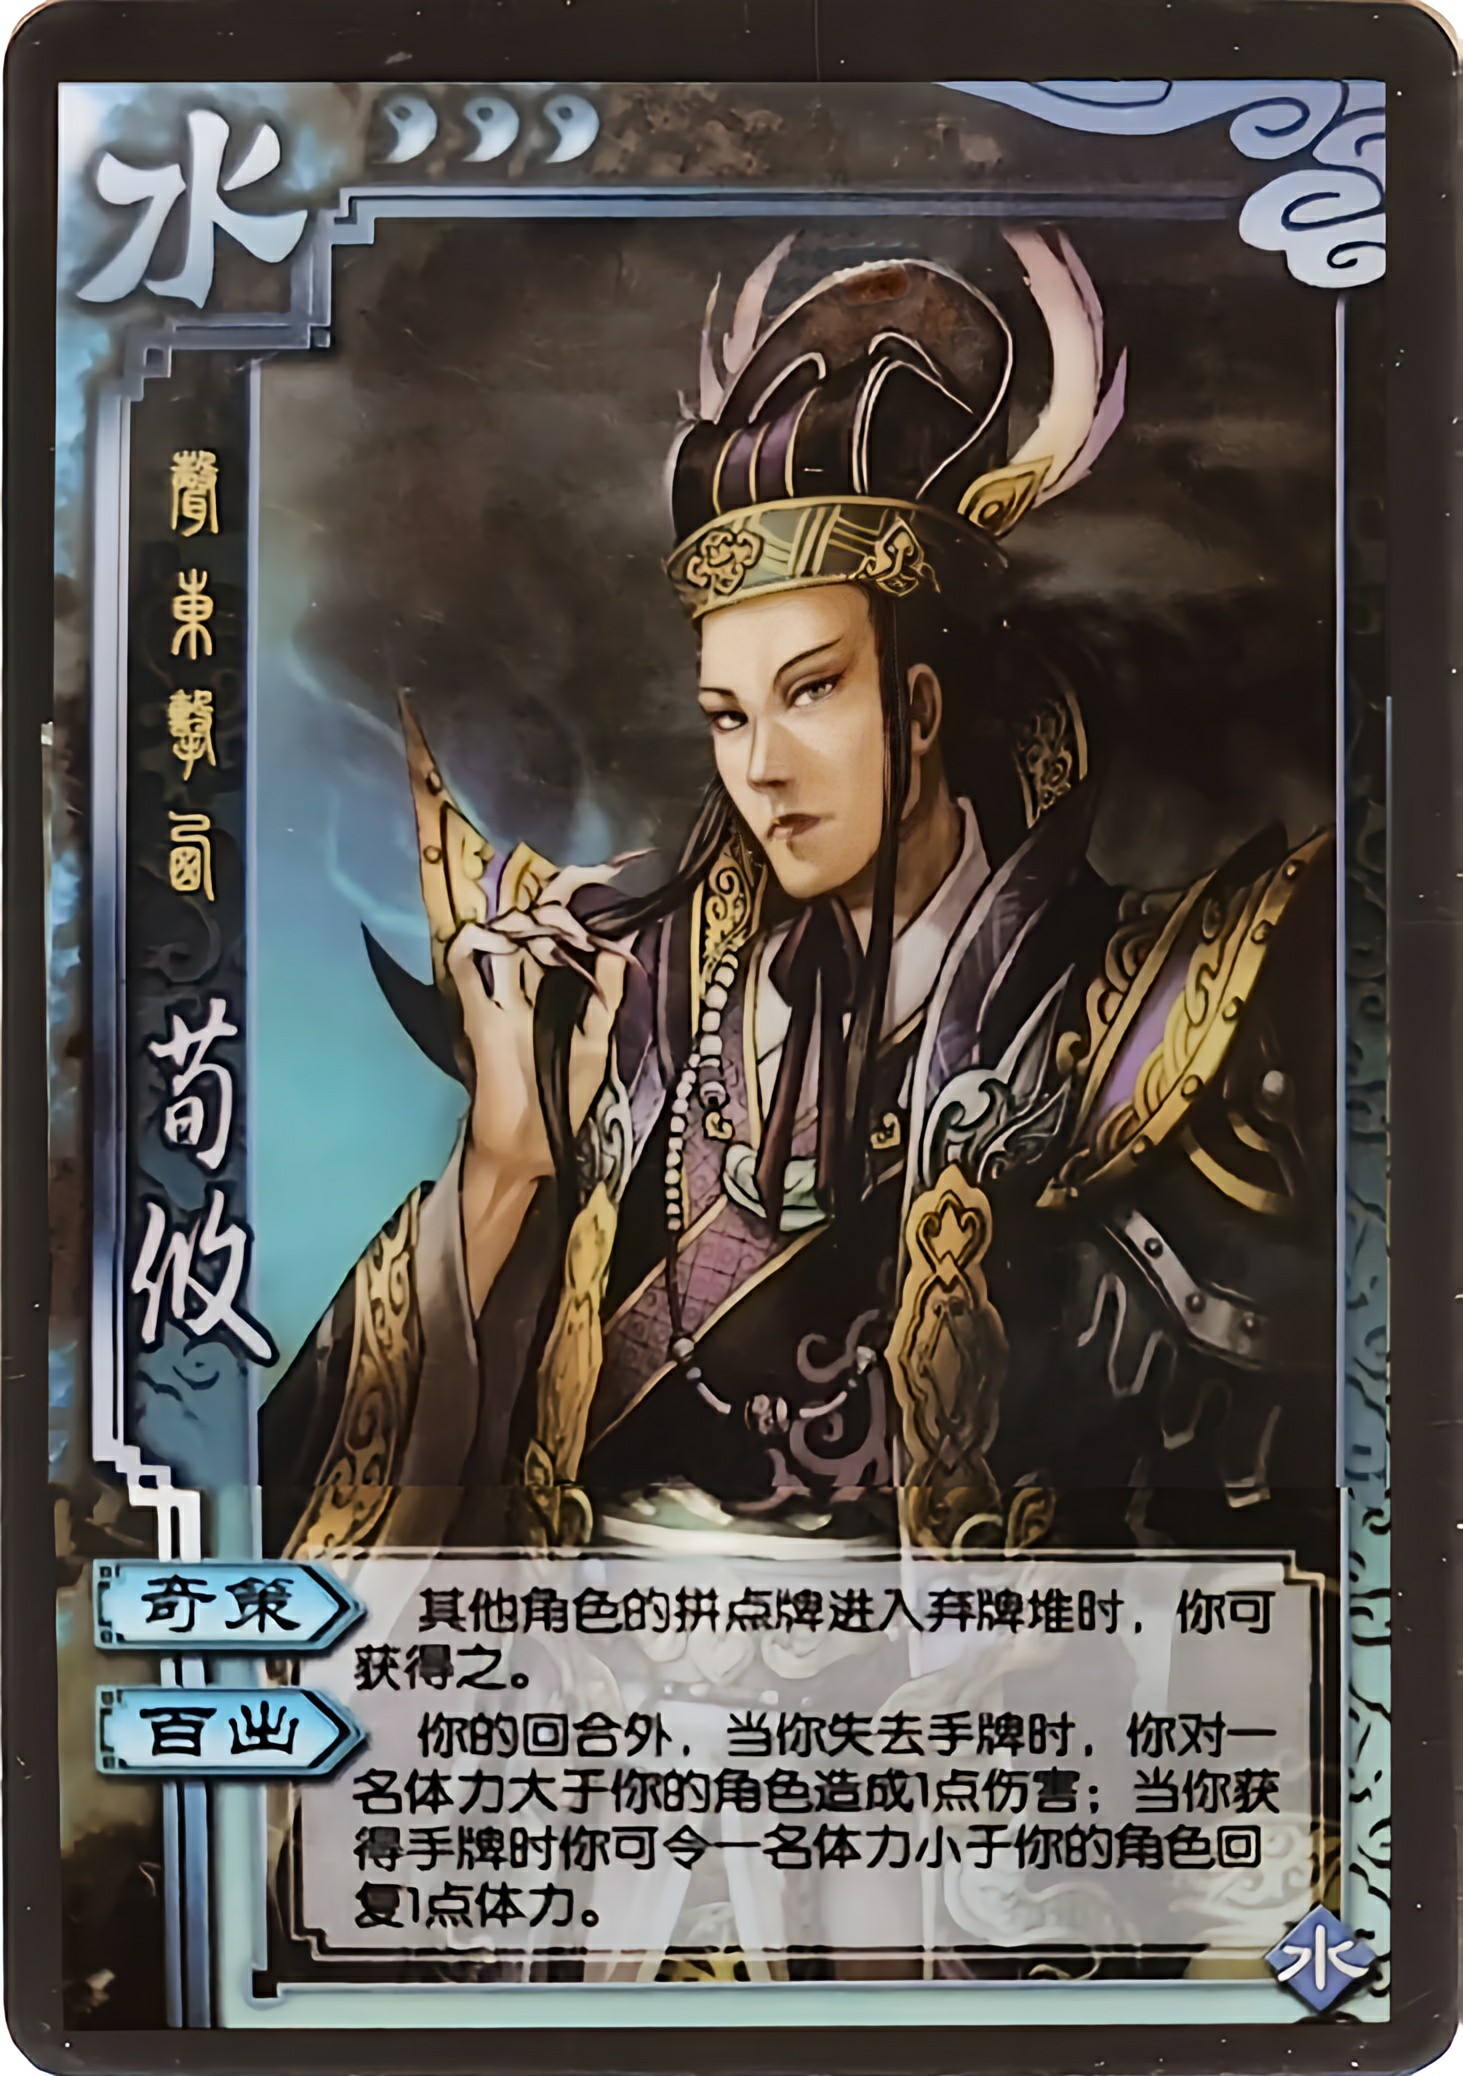 水
聲東擊西
荀攸
奇策
其他角色的拼点牌进入弃牌堆时，你可
获得之。
百出
你的回合外，当你失去手牌时，你对一
名体力大于你的角色造成1点伤害；当你获
得手牌时你可令一名体力小于你的角色回
复1点体力。
水